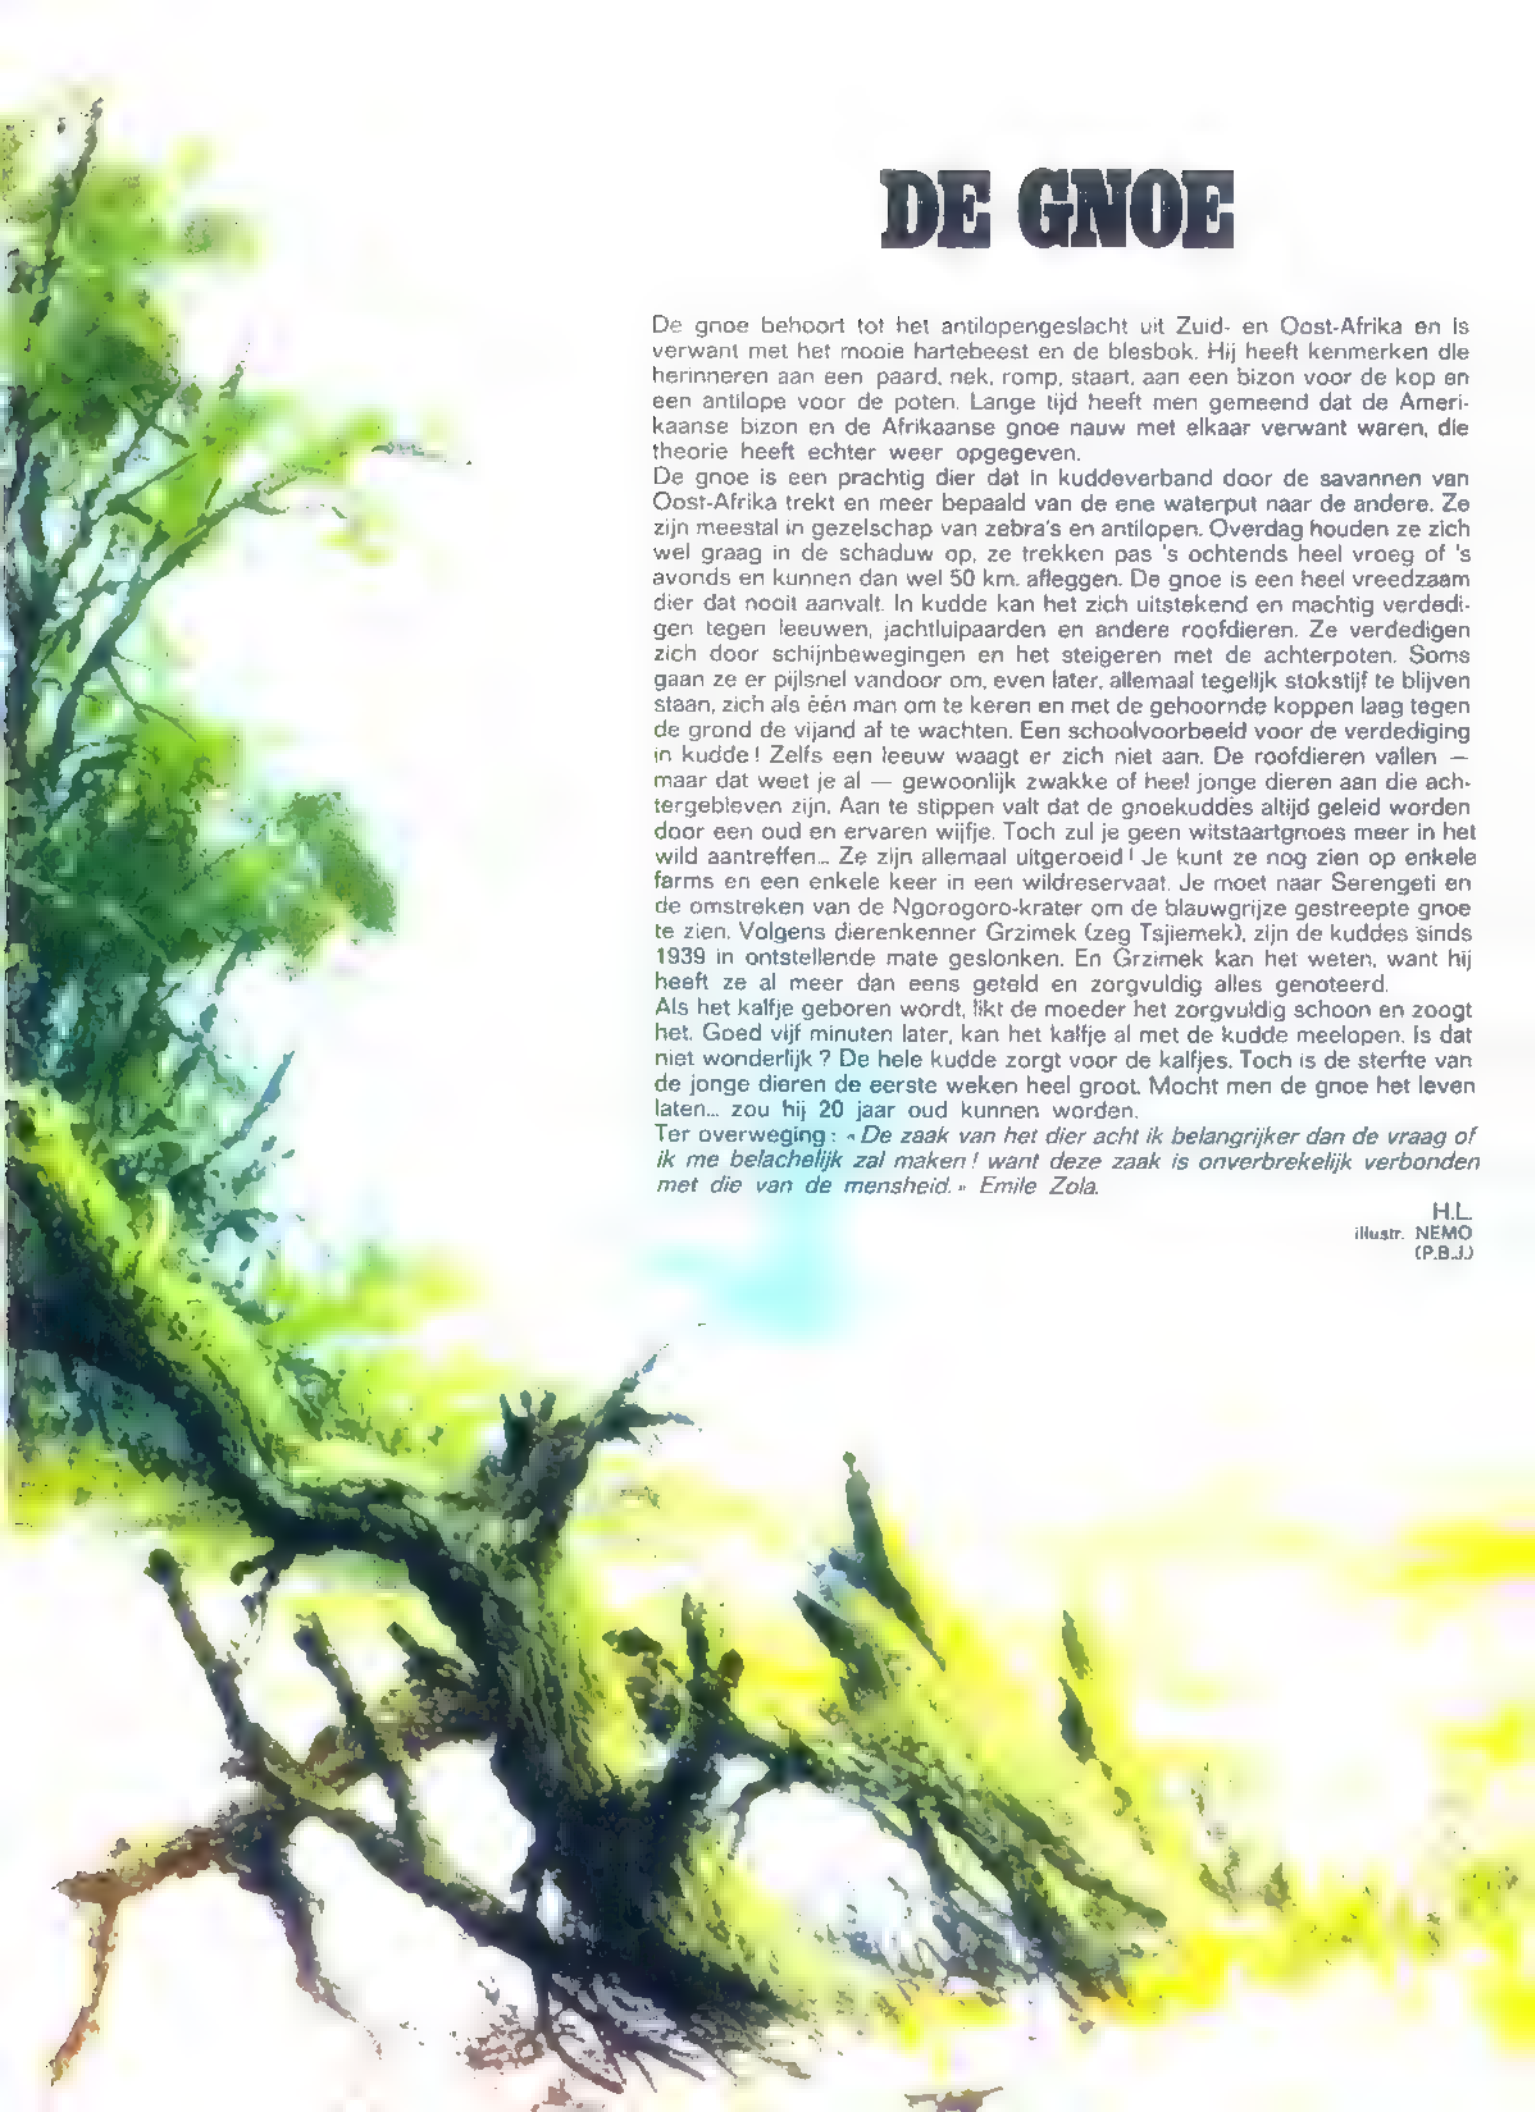 DE GNOE
De gnoe behoort tot het antilopengeslacht uit Zuid- en Oost-Afrika en is
verwant met het mooie hartebeest en de blesbok. Hij heeft kenmerken die
herinneren aan een paard, nek, romp, staart, aan een bizon voor de kop en
een antilope voor de poten. Lange tijd heeft men gemeend dat de Ameri-
kaanse bizon en de Afrikaanse gnoe nauw met elkaar verwant waren, die
theorie heeft echter weer opgegeven.
De gnoe is een prachtig dier dat in kuddeverband door de savannen van
Oost-Afrika trekt en meer bepaald van de ene waterput naar de andere. Ze
zijn meestal in gezelschap van zebra's en antilopen. Overdag houden ze zich
wel graag in de schaduw op, ze trekken pas 's ochtends heel vroeg of 's
avonds en kunnen dan wel 50 km. afleggen. De gnoe is een heel vreedzaam
dier dat nooit aanvalt. In kudde kan het zich uitstekend en machtig verdedi-
gen tegen leeuwen, jachtluipaarden en andere roofdieren. Ze verdedigen
zich door schijnbewegingen en het steigeren met de achterpoten. Soms
gaan ze er pijlsnel vandoor om, even later, allemaal tegelijk stokstijf te blijven
staan, zich als één man om te keren en met de gehoornde koppen laag tegen
de grond de vijand af te wachten. Een schoolvoorbeeld voor de verdediging
in kudde! Zelfs een leeuw waagt er zich niet aan. De roofdieren vallen —
maar dat weet je al — gewoonlijk zwakke of heel jonge dieren aan die ach-
tergebleven zijn. Aan te stippen valt dat de gnoekuddes altijd geleid worden
door een oud en ervaren wijfje. Toch zul je geen witstaartgnoes meer in het
wild aantreffen... Ze zijn allemaal uitgeroeid! Je kunt ze nog zien op enkele
farms en een enkele keer in een wildreservaat. Je moet naar Serengeti en
de omstreken van de Ngorogoro-krater om de blauwgrijze gestreepte gnoe
te zien. Volgens dierenkenner Grzimek (zeg Tsjiemek), zijn de kuddes sinds
1939 in ontstellende mate geslonken. En Grzimek kan het weten, want hij
heeft ze al meer dan eens geteld en zorgvuldig alles genoteerd.
Als het kalfje geboren wordt, likt de moeder het zorgvuldig schoon en zoogt
het. Goed vijf minuten later, kan het kalfje al met de kudde meelopen. Is dat
niet wonderlijk? De hele kudde zorgt voor de kalfjes. Toch is de sterfte van
de jonge dieren de eerste weken heel groot. Mocht men de gnoe het leven
laten... zou hij 20 jaar oud kunnen worden.
Ter overweging: « De zaak van het dier acht ik belangrijker dan de vraag of
ik me belachelijk zal maken! want deze zaak is onverbrekelijk verbonden
met die van de mensheid. » Emile Zola.
H.L.
illustr. NEMO
(P.B.J.)